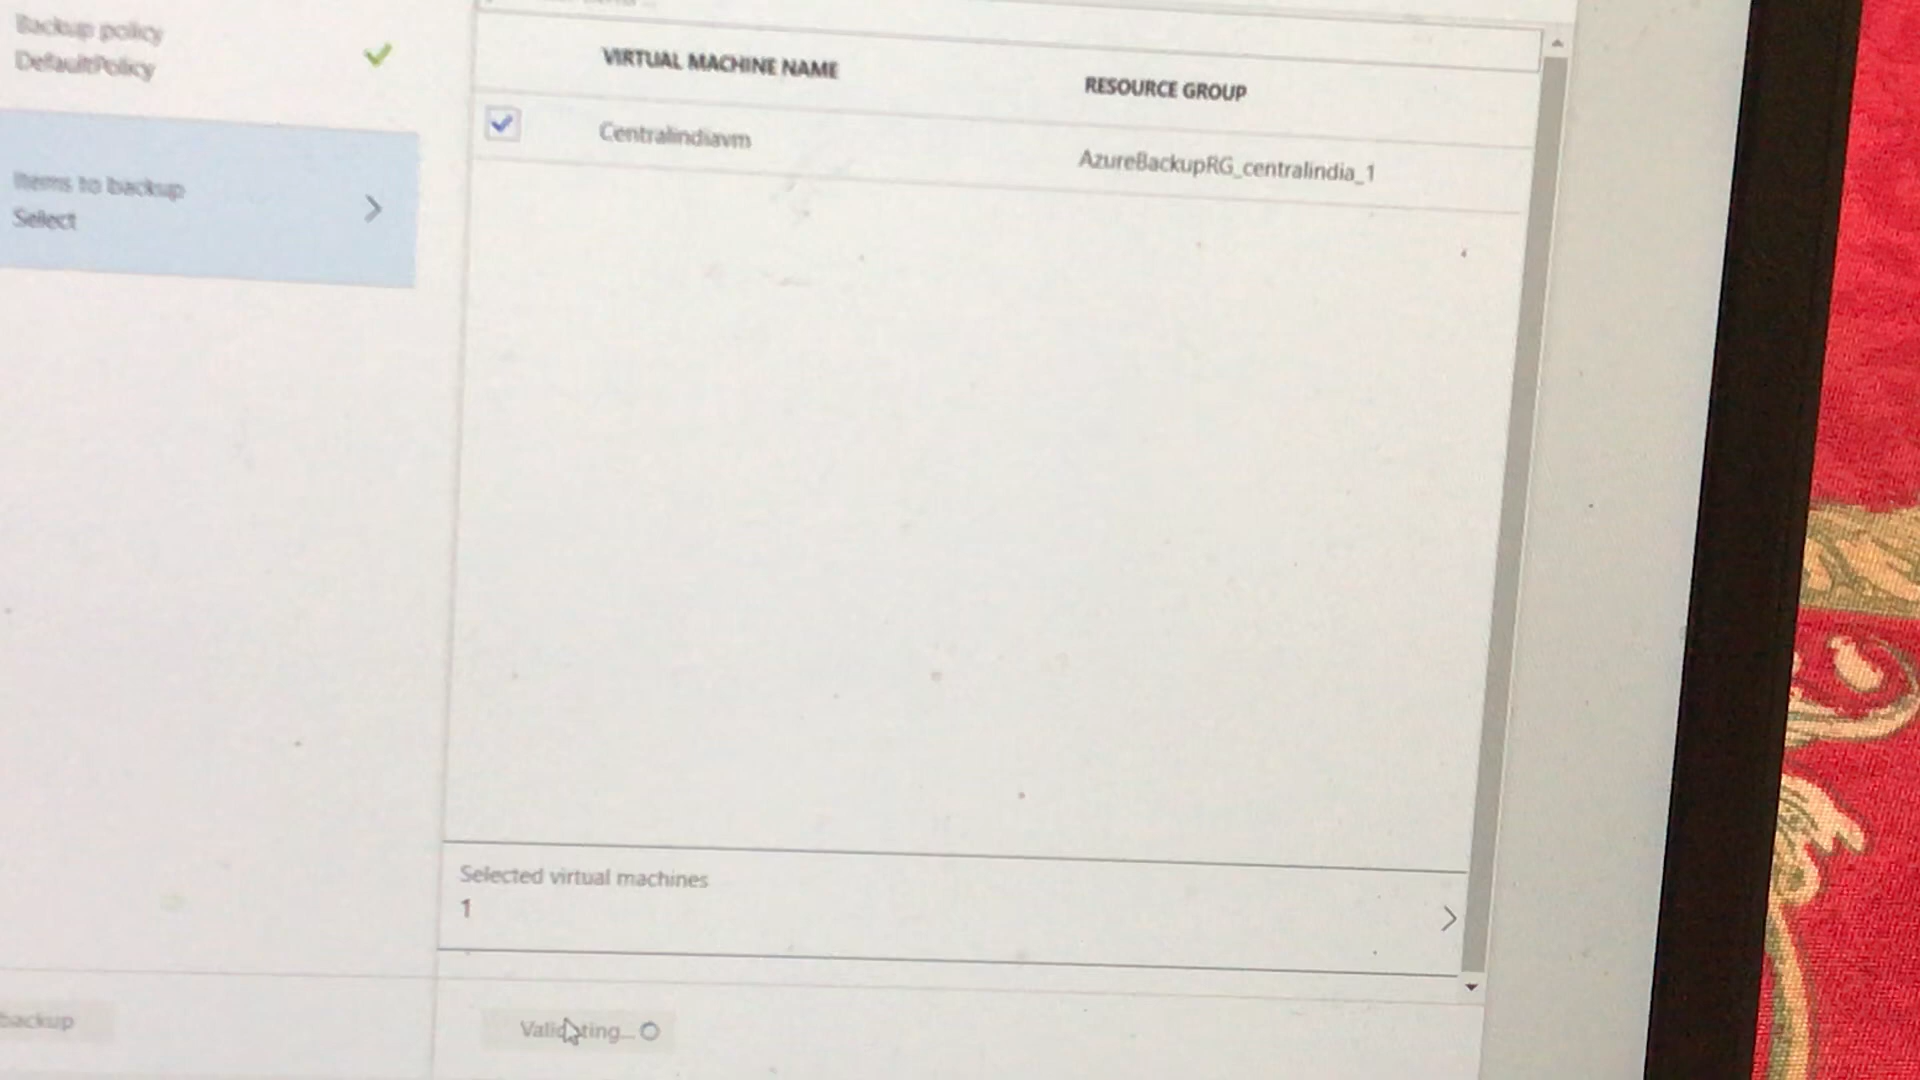 Backup policy
DefaultPolicy
Items to backup
Select
VIRTUAL MACHINE NAME
RESOURCE GROUP
Centralindiavm
AzureBackupRG_centralindia_1
Selected virtual machines
1
backup
Validating...